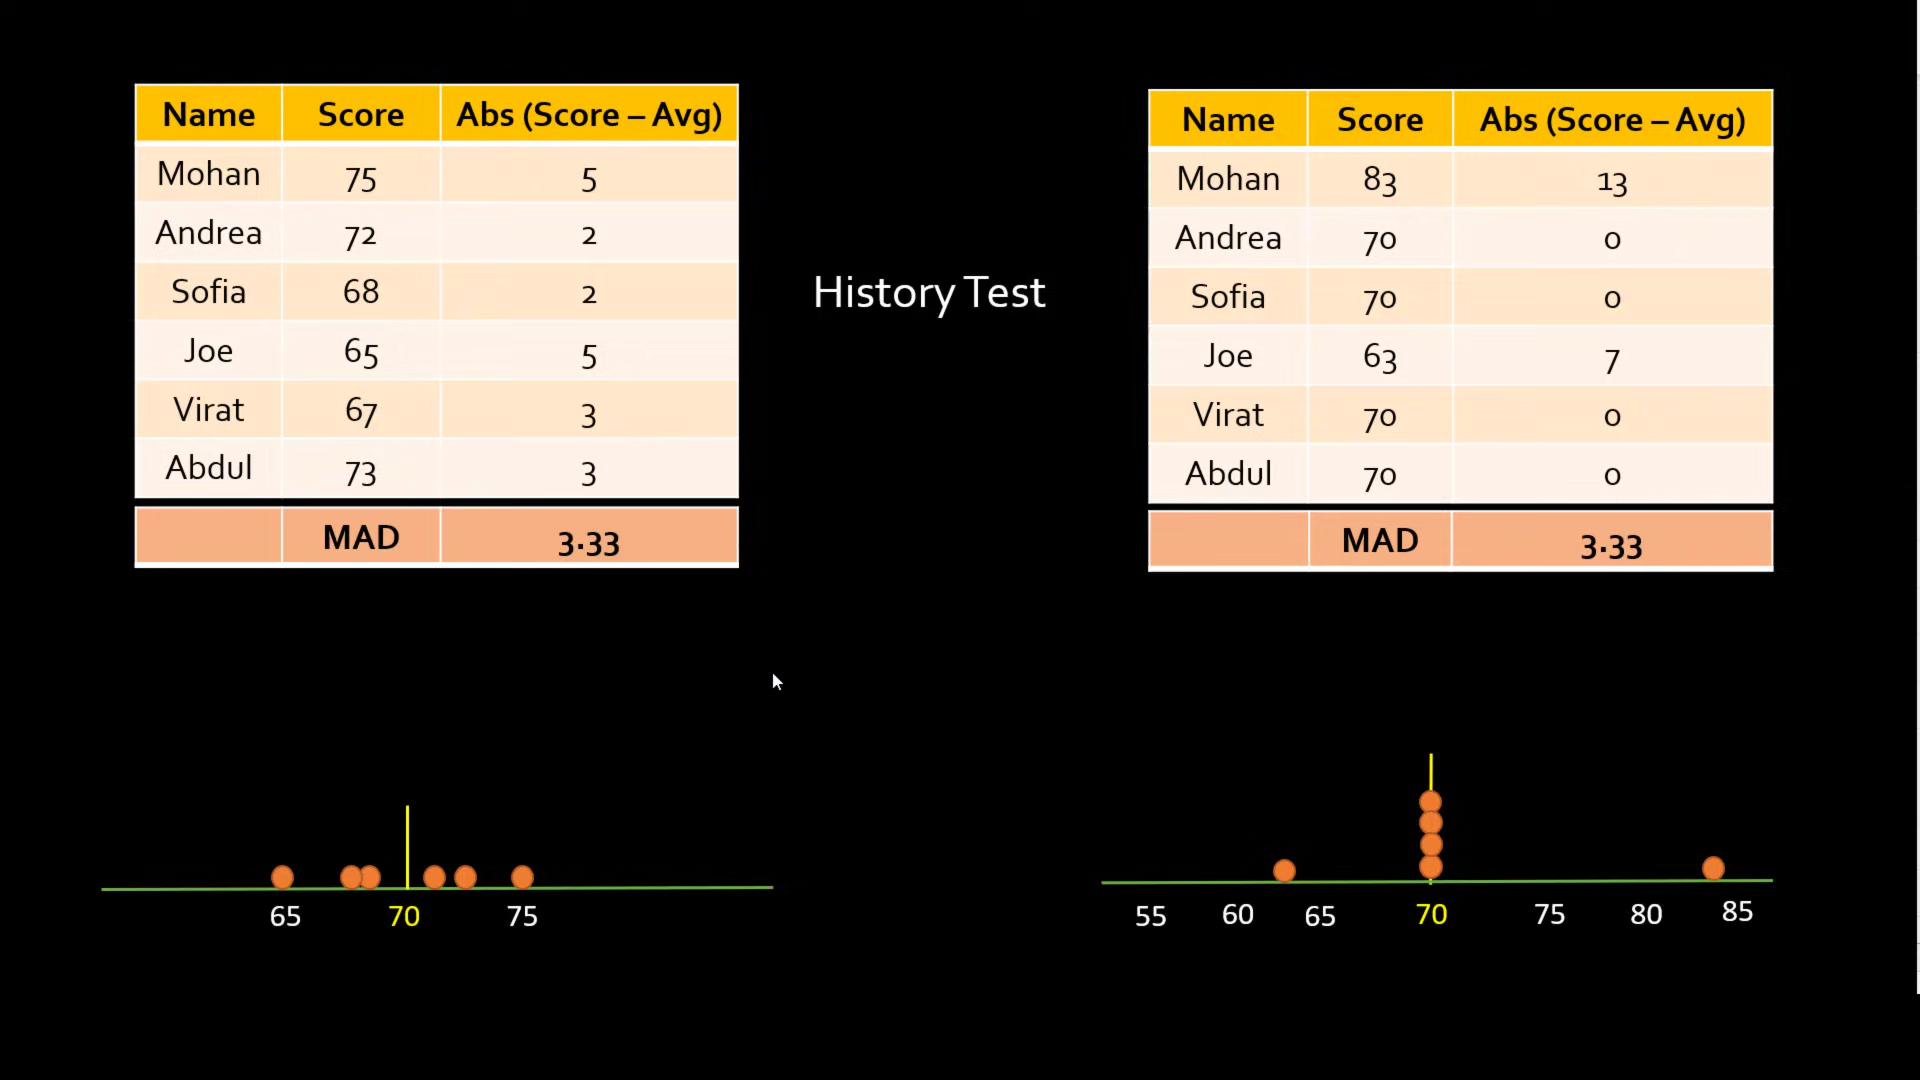 Name Score Abs (Score – Avg)
Mohan 75 5
Andrea 72 2
Sofia 68 2
Joe 65 5
Virat 67 3
Abdul 73 3
MAD 3.33
History Test
Name Score Abs (Score – Avg)
Mohan 83 13
Andrea 70 0
Sofia 70 0
Joe 63 7
Virat 70 0
Abdul 70 0
MAD 3.33
65 70 75
55 60 65 70 75 80 85